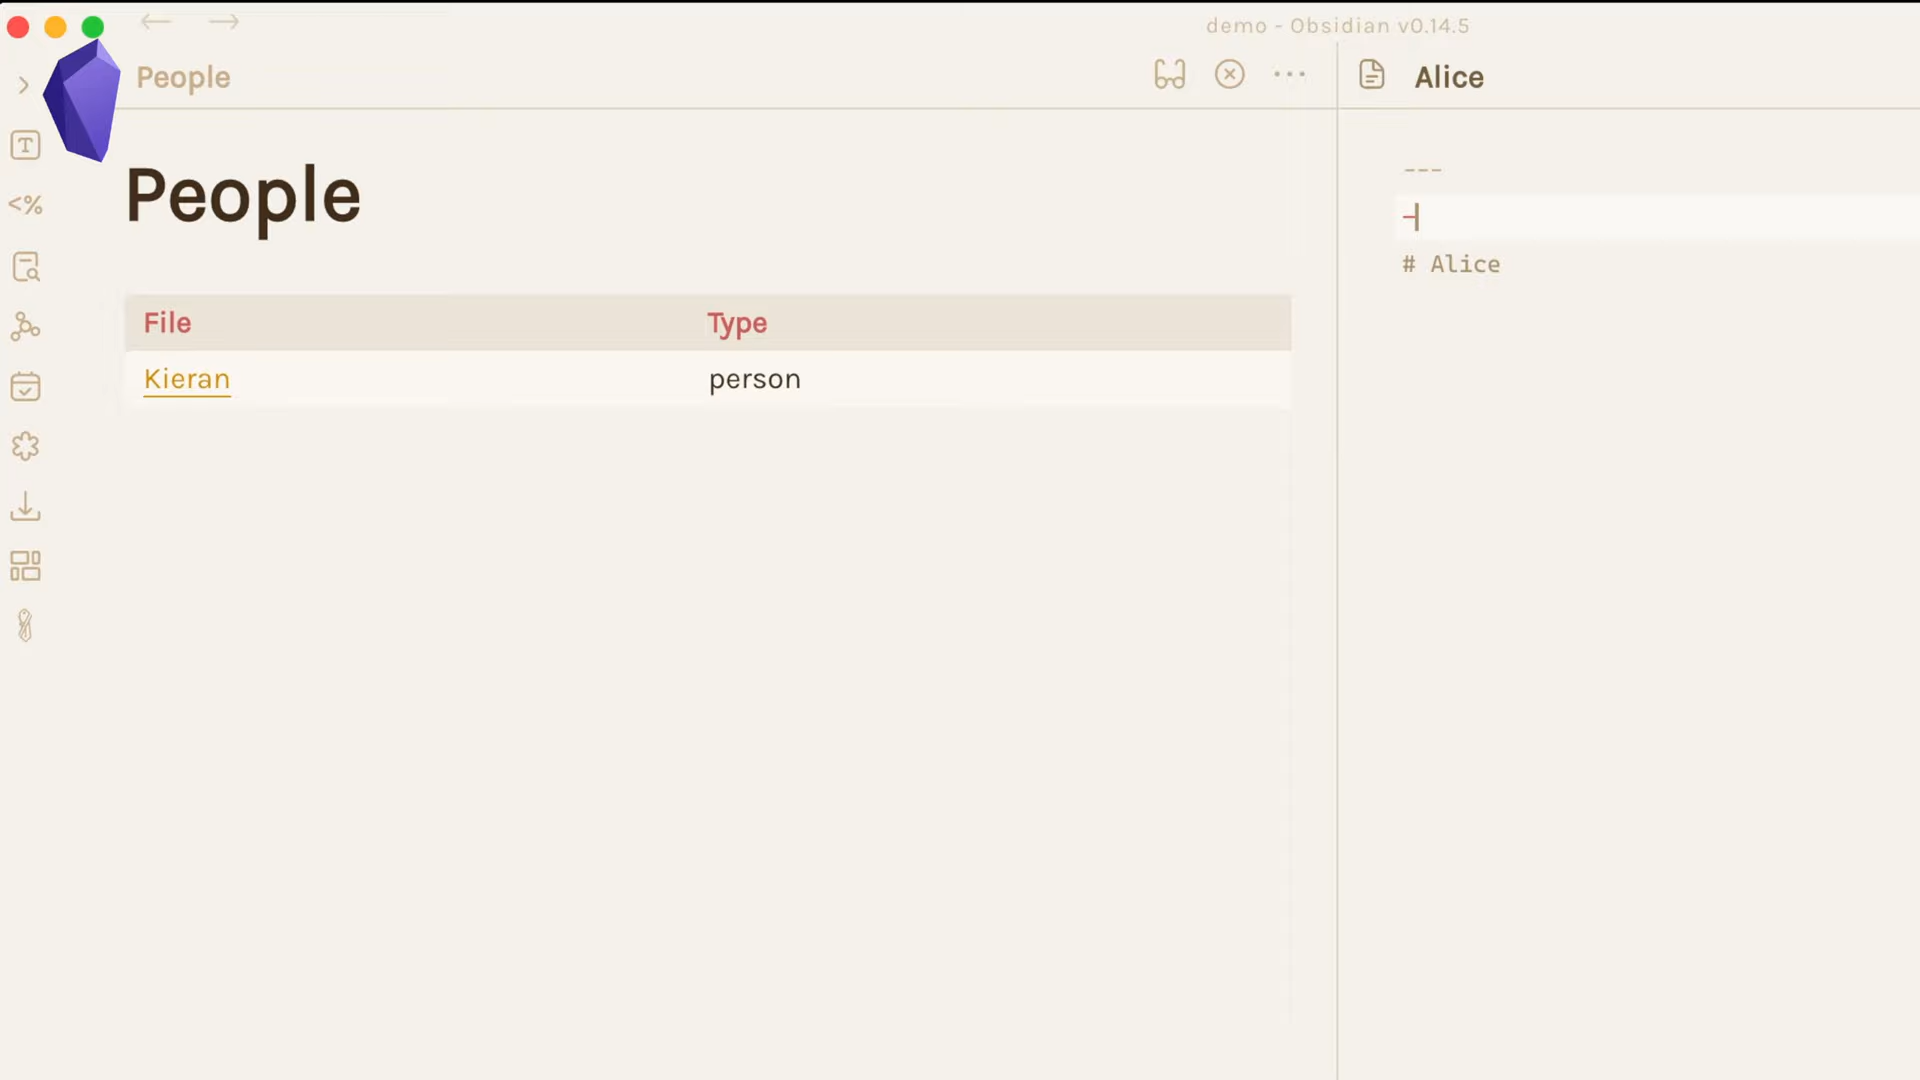 demo - Obsidian v0.14.5
People
Alice
T
<%
People
File Type
Kieran person
---
-
# Alice